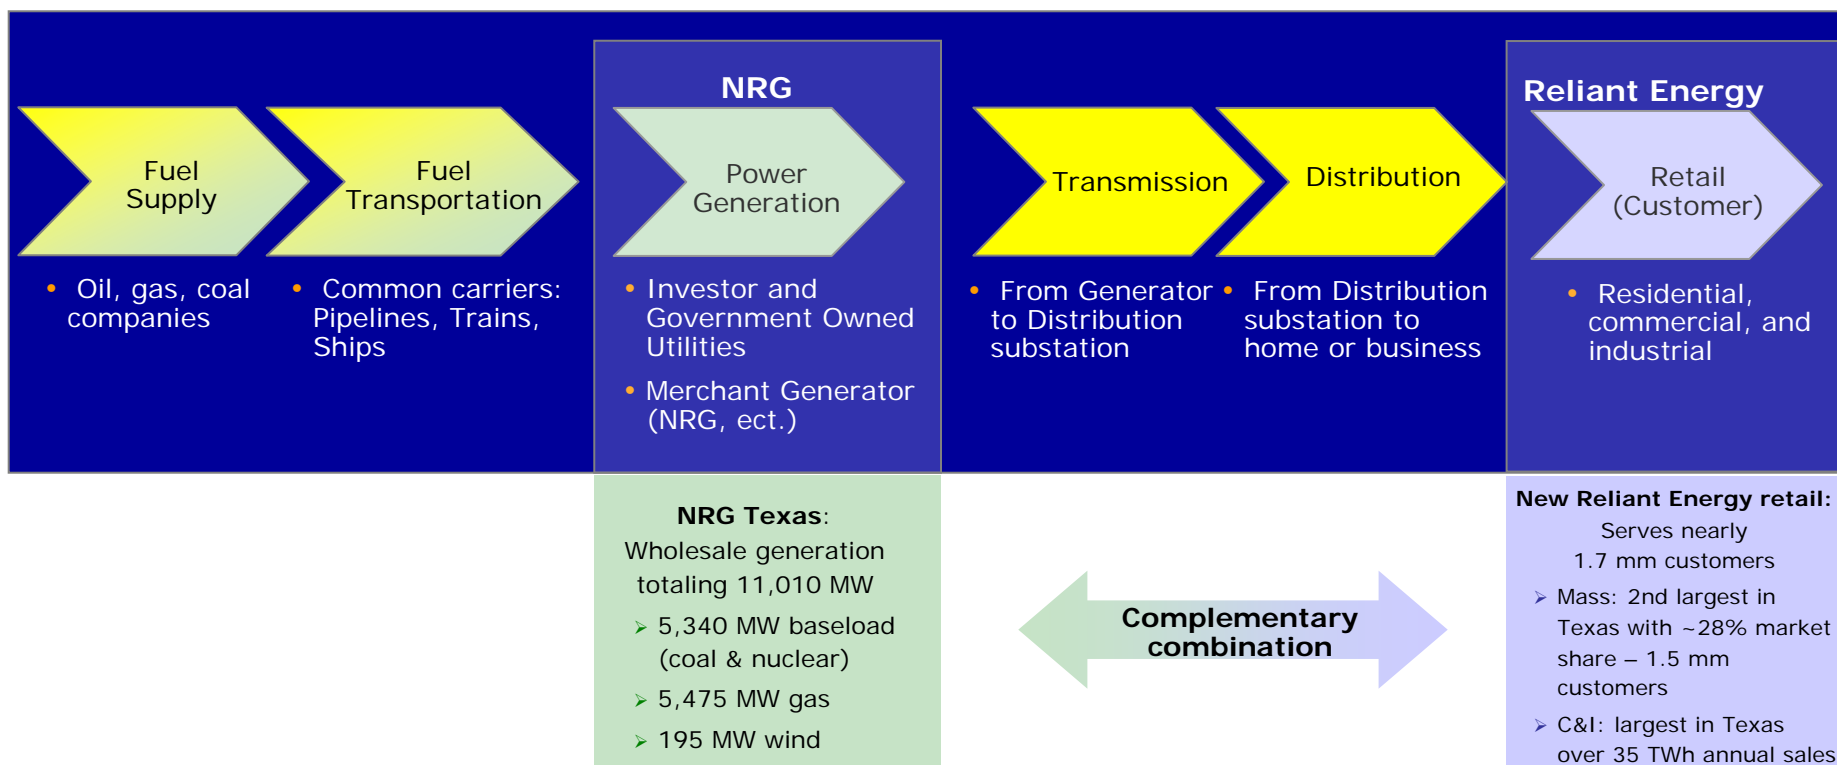 NRG
Reliant Energy
Fuel
Supply
Fuel
Transportation
Power
Generation
Transmission
Distribution
Retail
(Customer)
• Oil, gas, coal
companies
• Common carriers:
Pipelines, Trains,
Ships
• Investor and
Government Owned
Utilities
• Merchant Generator
(NRG, ect.)
• From Generator
to Distribution
substation
• From Distribution
substation to
home or business
• Residential,
commercial, and
industrial
NRG Texas:
Wholesale generation
totaling 11,010 MW
➢ 5,340 MW baseload
(coal & nuclear)
➢ 5,475 MW gas
➢ 195 MW wind
Complementary
combination
New Reliant Energy retail:
Serves nearly
1.7 mm customers
➢ Mass: 2nd largest in
Texas with ~28% market
share – 1.5 mm
customers
➢ C&I: largest in Texas
over 35 TWh annual sales